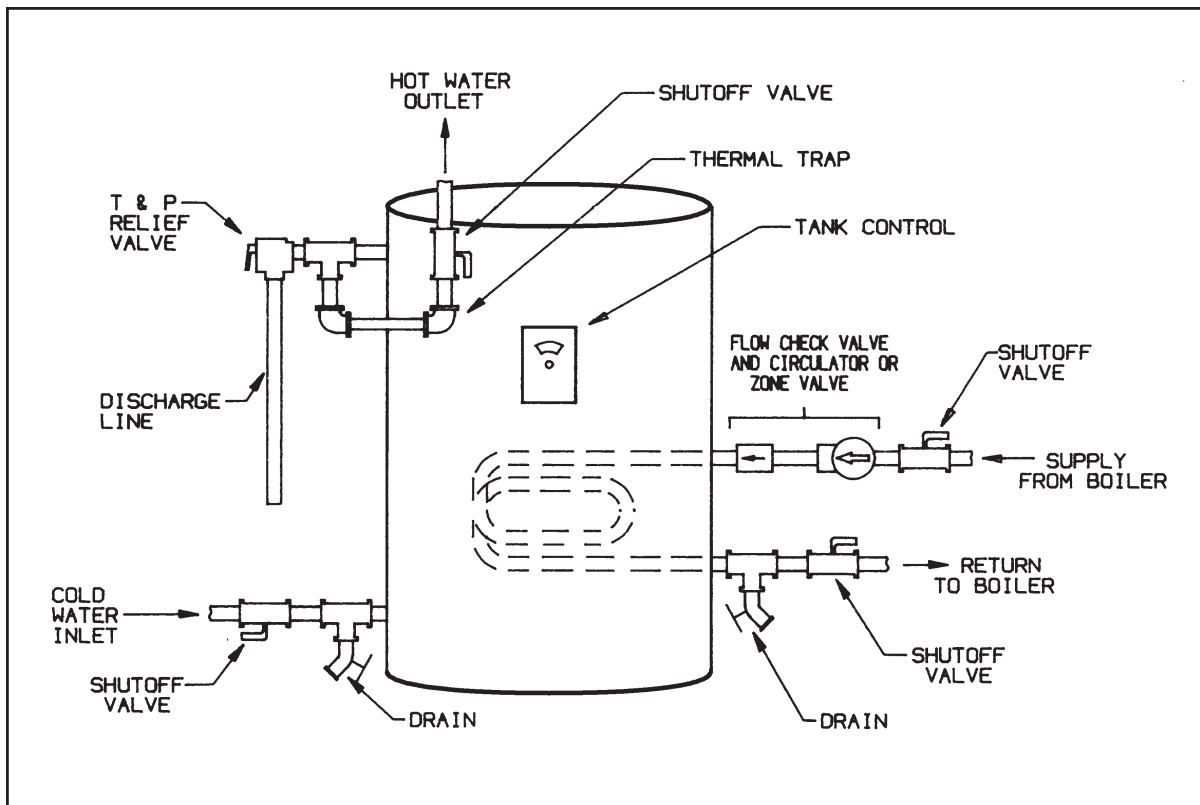 HOT WATER
OUTLET
SHUTOFF VALVE
THERMAL TRAP
T & P
RELIEF
VALVE
TANK CONTROL
FLOW CHECK VALVE
AND CIRCULATOR OR
ZONE VALVE
SHUTOFF
VALVE
DISCHARGE
LINE
SUPPLY
FROM BOILER
RETURN
TO BOILER
COLD
WATER
INLET
SHUTOFF
VALVE
DRAIN
SHUTOFF
VALVE
DRAIN